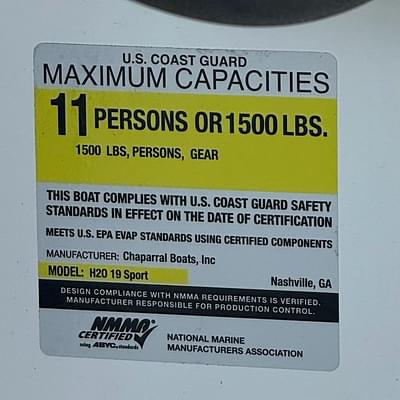 U.S. COAST GUARD
MAXIMUM CAPACITIES
11 PERSONS OR 1500 LBS.
1500 LBS, PERSONS, GEAR
THIS BOAT COMPLIES WITH U.S. COAST GUARD SAFETY
STANDARDS IN EFFECT ON THE DATE OF CERTIFICATION
MEETS U.S. EPA EVAP STANDARDS USING CERTIFIED COMPONENTS
MANUFACTURER: Chaparral Boats, Inc
MODEL: H2O 19 Sport
Nashville, GA
DESIGN COMPLIANCE WITH NMMA REQUIREMENTS IS VERIFIED.
MANUFACTURER RESPONSIBLE FOR PRODUCTION CONTROL.
NMMA
CERTIFIED
using ABYC standards
NATIONAL MARINE
MANUFACTURERS ASSOCIATION